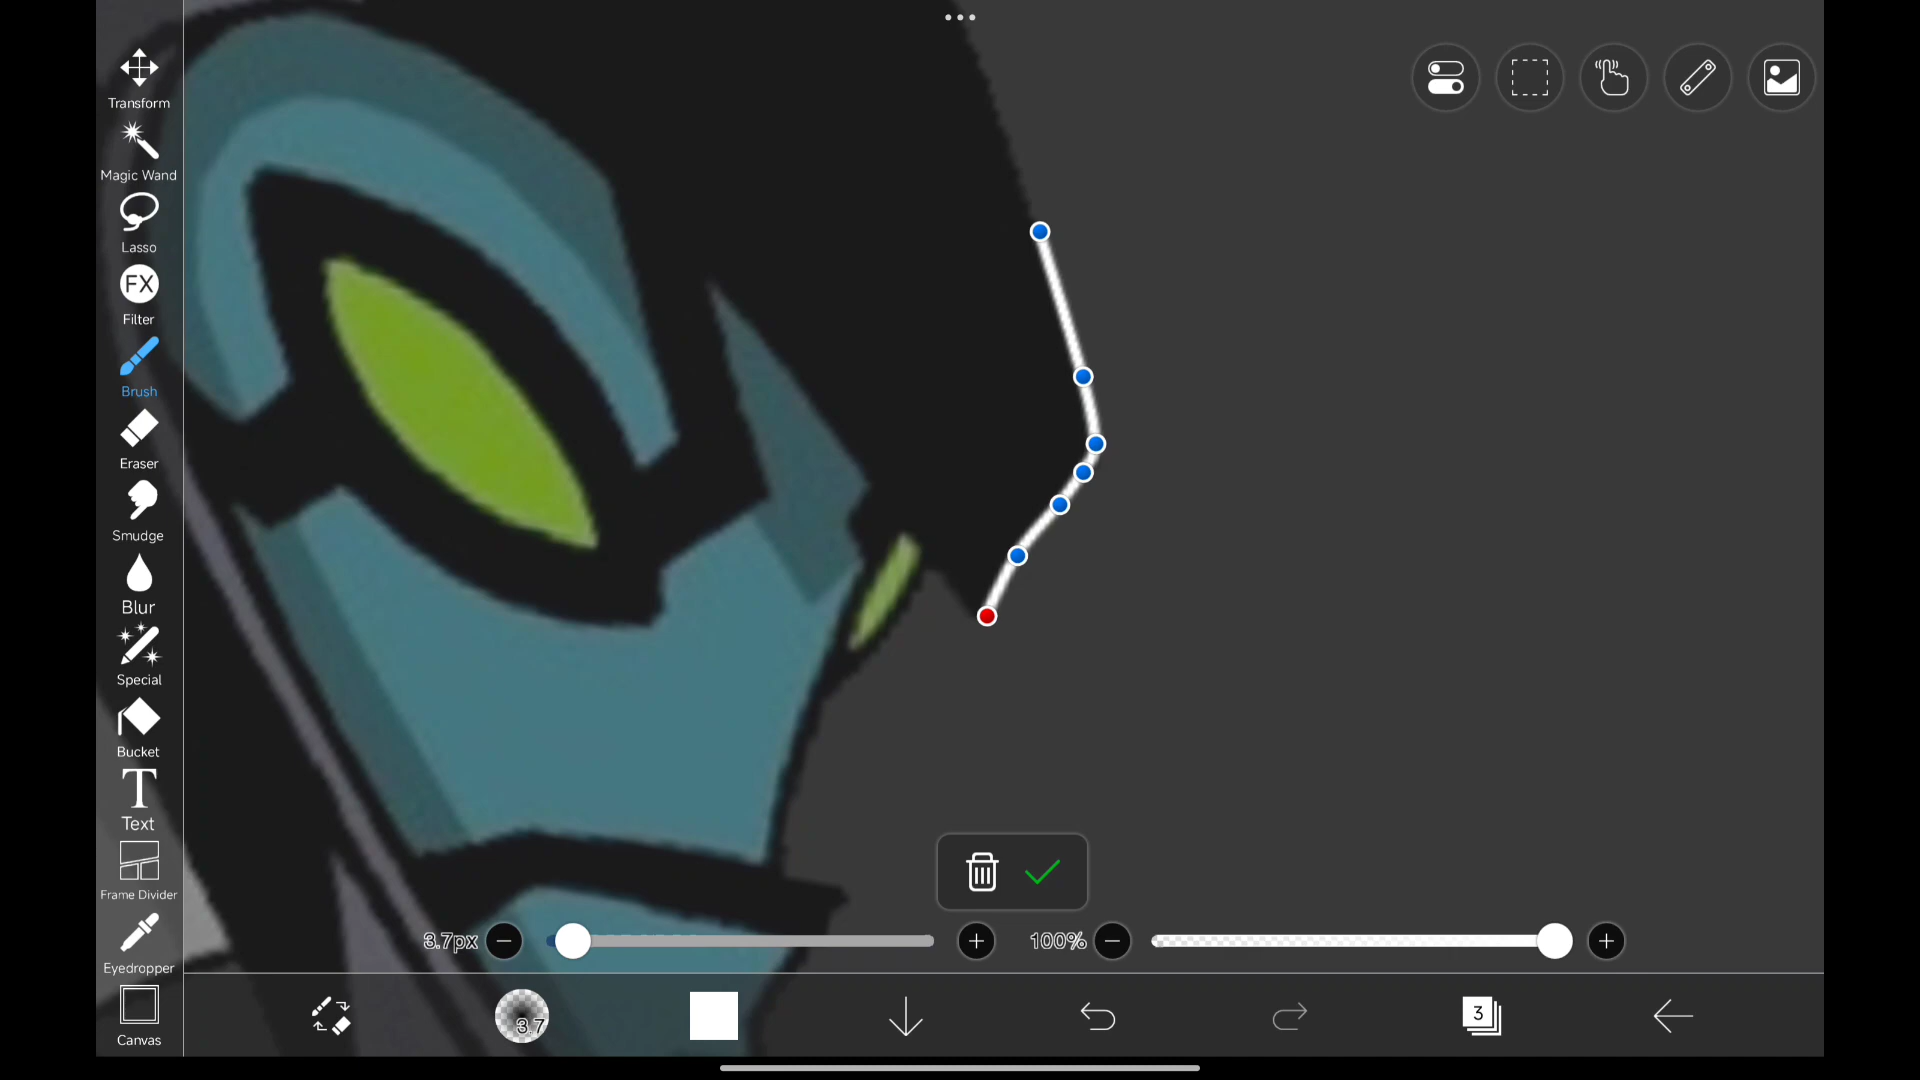 Transform
Magic Wand
Lasso
FX
Filter
Brush
Eraser
Smudge
Blur
Special
Bucket
T
Text
Frame Divider
Eyedropper
Canvas
3.7px
100%
3.7
3